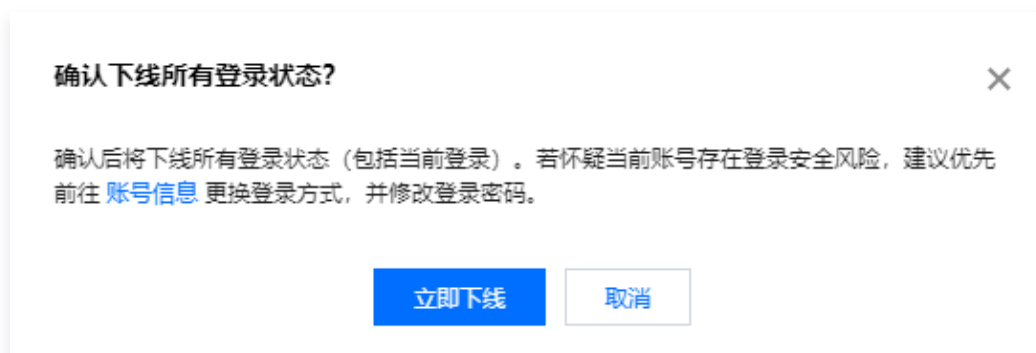 确认下线所有登录状态?
确认后将下线所有登录状态（包括当前登录）。若怀疑当前账号存在登录安全风险，建议优先
前往 账号信息 更换登录方式，并修改登录密码。
立即下线 取消